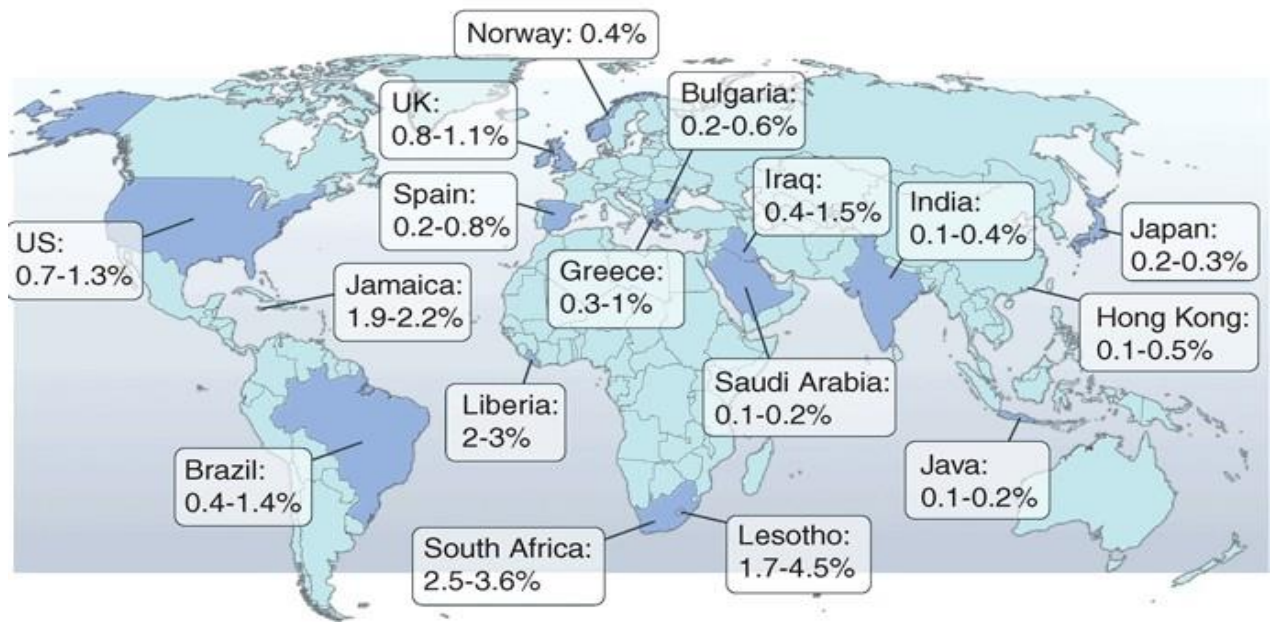 Norway: 0.4%
UK:
0.8-1.1%
Bulgaria:
0.2-0.6%
Spain:
0.2-0.8%
Iraq:
0.4-1.5%
India:
0.1-0.4%
Japan:
0.2-0.3%
US:
0.7-1.3%
Jamaica:
1.9-2.2%
Greece:
0.3-1%
Hong Kong:
0.1-0.5%
Saudi Arabia:
0.1-0.2%
Liberia:
2-3%
Brazil:
0.4-1.4%
Java:
0.1-0.2%
South Africa:
2.5-3.6%
Lesotho:
1.7-4.5%